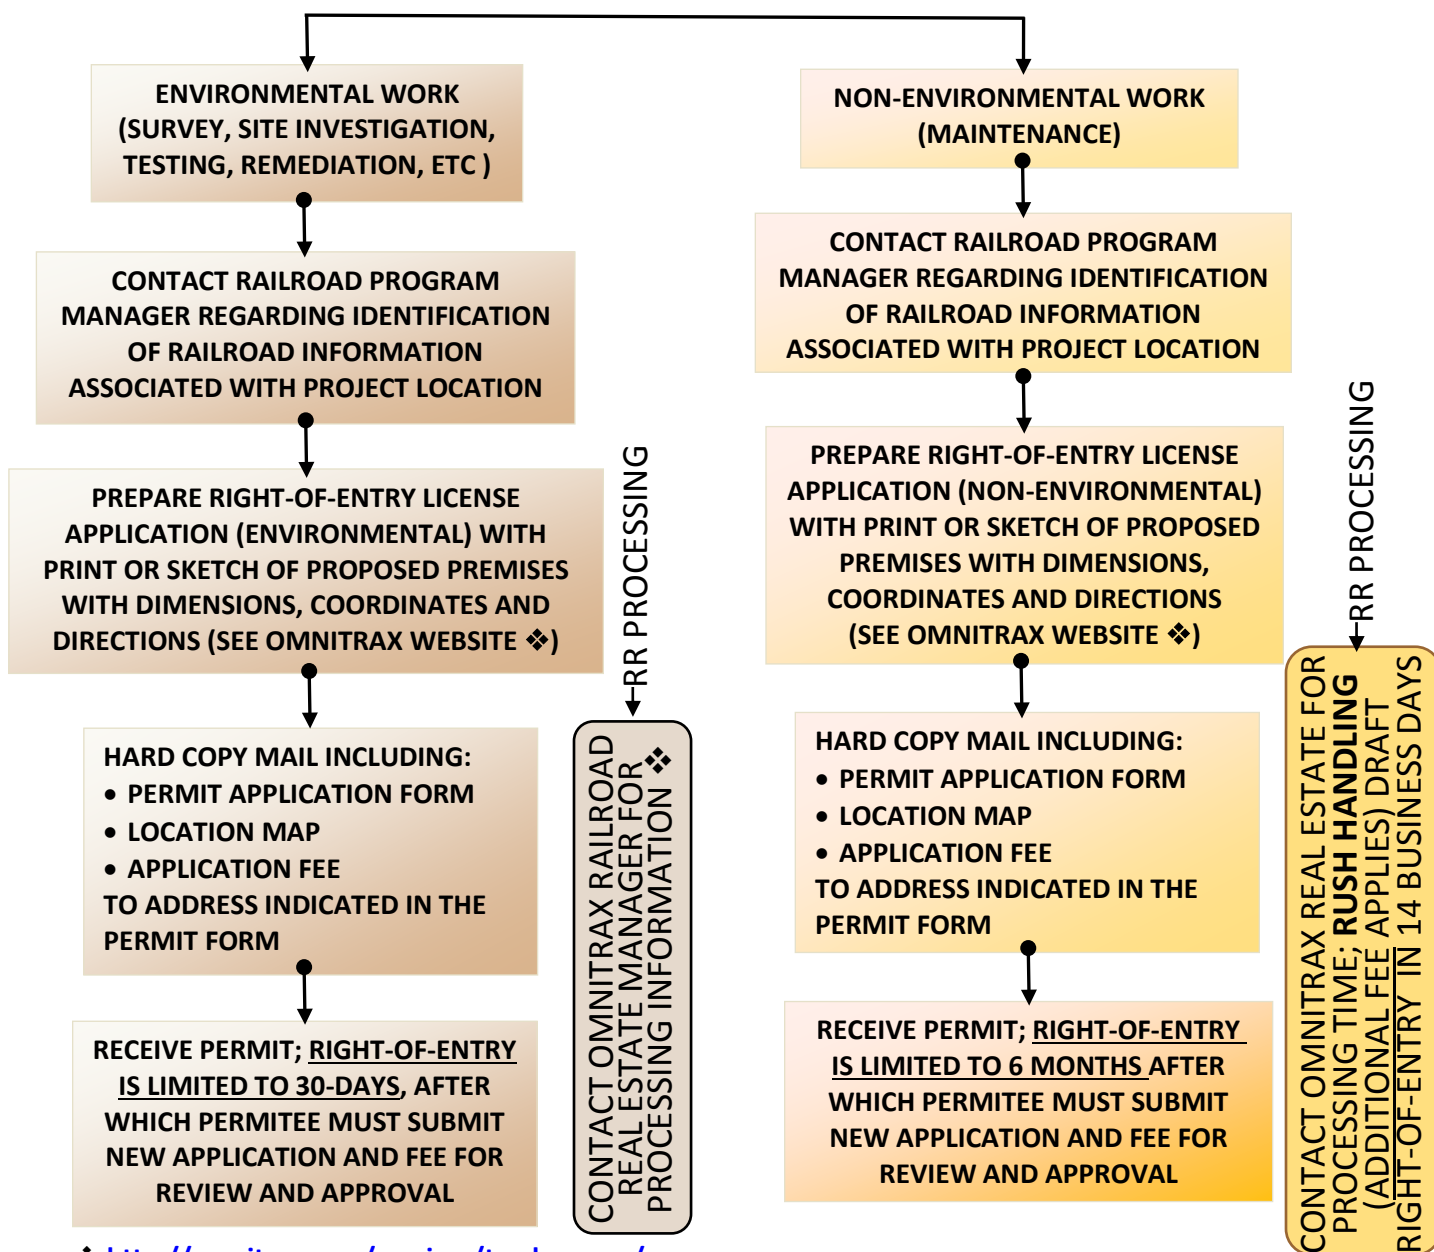 ENVIRONMENTAL WORK
(SURVEY, SITE INVESTIGATION,
TESTING, REMEDIATION, ETC )
CONTACT RAILROAD PROGRAM
MANAGER REGARDING IDENTIFICATION
OF RAILROAD INFORMATION
ASSOCIATED WITH PROJECT LOCATION
PREPARE RIGHT-OF-ENTRY LICENSE
APPLICATION (ENVIRONMENTAL) WITH
PRINT OR SKETCH OF PROPOSED PREMISES
WITH DIMENSIONS, COORDINATES AND
DIRECTIONS (SEE OMNITRAX WEBSITE ❖)
HARD COPY MAIL INCLUDING:
• PERMIT APPLICATION FORM
• LOCATION MAP
• APPLICATION FEE
TO ADDRESS INDICATED IN THE
PERMIT FORM
RECEIVE PERMIT; RIGHT-OF-ENTRY
IS LIMITED TO 30-DAYS, AFTER
WHICH PERMITEE MUST SUBMIT
NEW APPLICATION AND FEE FOR
REVIEW AND APPROVAL
RR PROCESSING
CONTACT OMNITRAX RAILROAD
REAL ESTATE MANAGER FOR
PROCESSING INFORMATION ❖
NON-ENVIRONMENTAL WORK
(MAINTENANCE)
CONTACT RAILROAD PROGRAM
MANAGER REGARDING IDENTIFICATION
OF RAILROAD INFORMATION
ASSOCIATED WITH PROJECT LOCATION
PREPARE RIGHT-OF-ENTRY LICENSE
APPLICATION (NON-ENVIRONMENTAL)
WITH PRINT OR SKETCH OF PROPOSED
PREMISES WITH DIMENSIONS,
COORDINATES AND DIRECTIONS
(SEE OMNITRAX WEBSITE ❖)
HARD COPY MAIL INCLUDING:
• PERMIT APPLICATION FORM
• LOCATION MAP
• APPLICATION FEE
TO ADDRESS INDICATED IN THE
PERMIT FORM
RECEIVE PERMIT; RIGHT-OF-ENTRY
IS LIMITED TO 6 MONTHS AFTER
WHICH PERMITEE MUST SUBMIT
NEW APPLICATION AND FEE FOR
REVIEW AND APPROVAL
RR PROCESSING
CONTACT OMNITRAX REAL ESTATE FOR
PROCESSING TIME; RUSH HANDLING
(ADDITIONAL FEE APPLIES) DRAFT
RIGHT-OF-ENTRY IN 14 BUSINESS DAYS